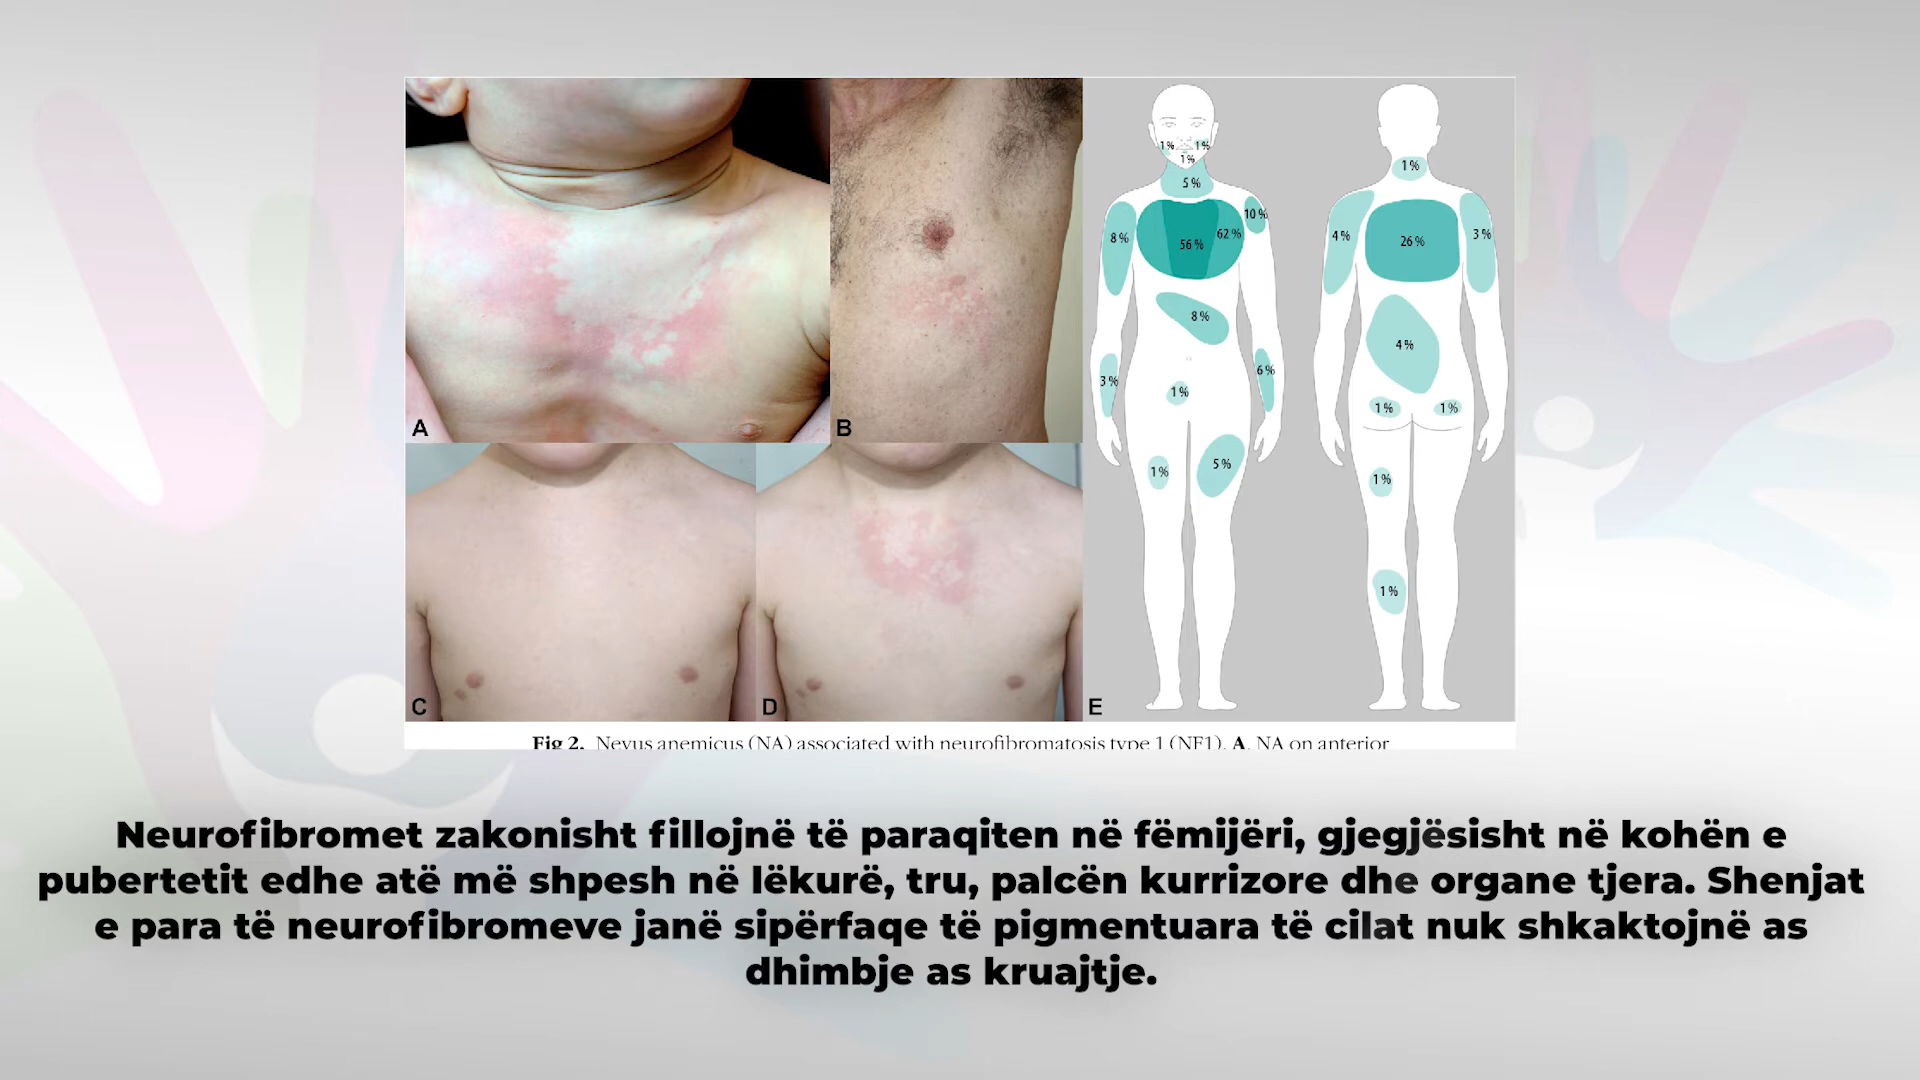 1%
1%
1%
5%
8%
56%
62%
10%
8%
3%
6%
1%
1%
5%
1%
4%
26%
3%
4%
1%
1%
1%
1%
A
B
C
D
E
Fig 2. Nevus anemicus (NA) associated with neurofibromatosis type 1 (NF1). A, NA on anterior
Neurofibromet zakonisht fillojnë të paraqiten në fëmijëri, gjegjësisht në kohën e
pubertetit edhe atë më shpesh në lëkurë, tru, palcën kurrizore dhe organe tjera. Shenjat
e para të neurofibromeve janë sipërfaqe të pigmentuara të cilat nuk shkaktojnë as
dhimbje as kruajtje.